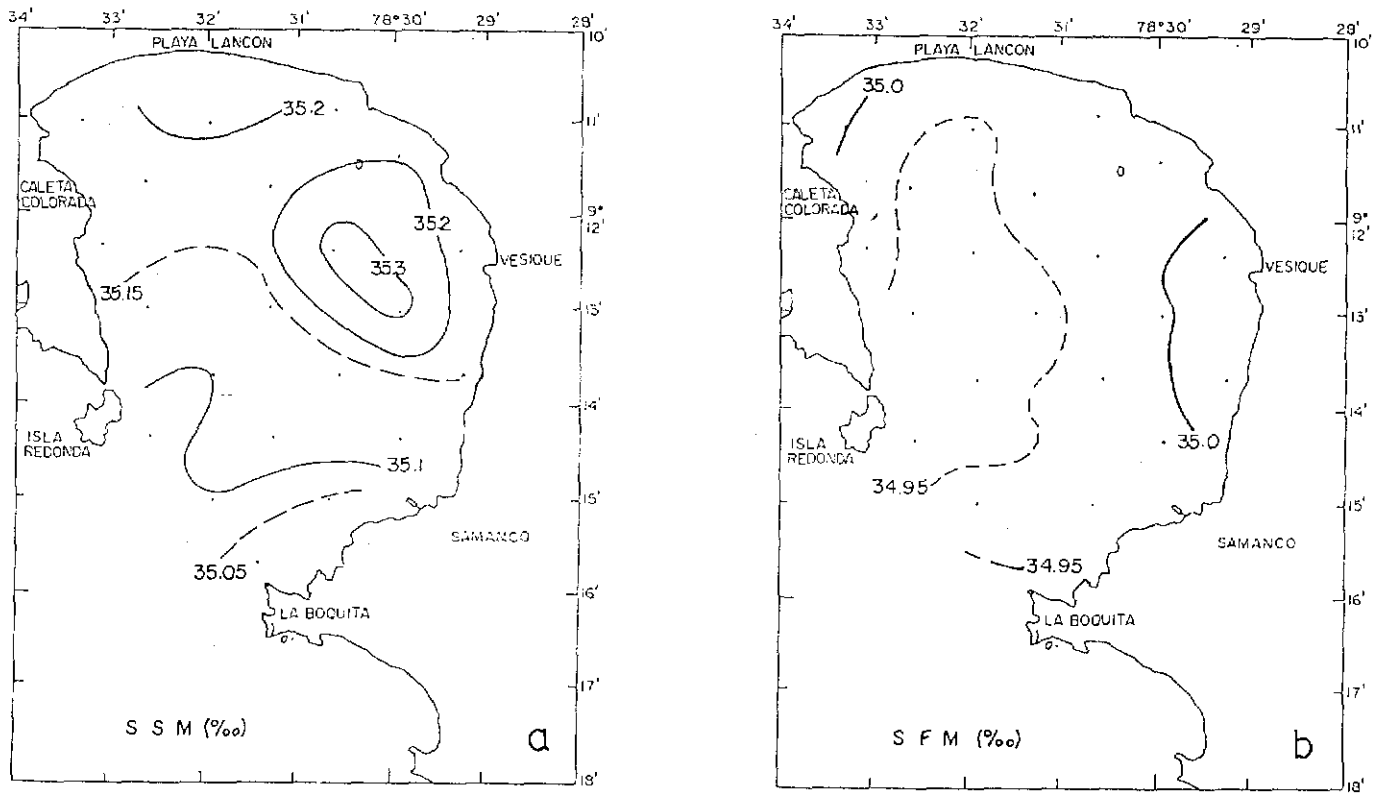 34' 33' 32' 31' 78°30' 29' 28'
10'
PLAYA LANCON
35.2
11'
CALETA
COLORADA
35.2
9°
12'
35.3
VESIQUE
35.15
13'
14'
ISLA
REDONDA
35.1
15'
SAMANCO
35.05
16'
LA BOQUITA
17'
S S M (‰)
a
18'
34' 33' 32' 31' 78°30' 29' 28'
10'
PLAYA LANCON
35.0
11'
CALETA
COLORADA
9°
12'
VESIQUE
13'
14'
ISLA
REDONDA
35.0
34.95
15'
SAMANCO
34.95
16'
LA BOQUITA
17'
S F M (‰)
b
18'